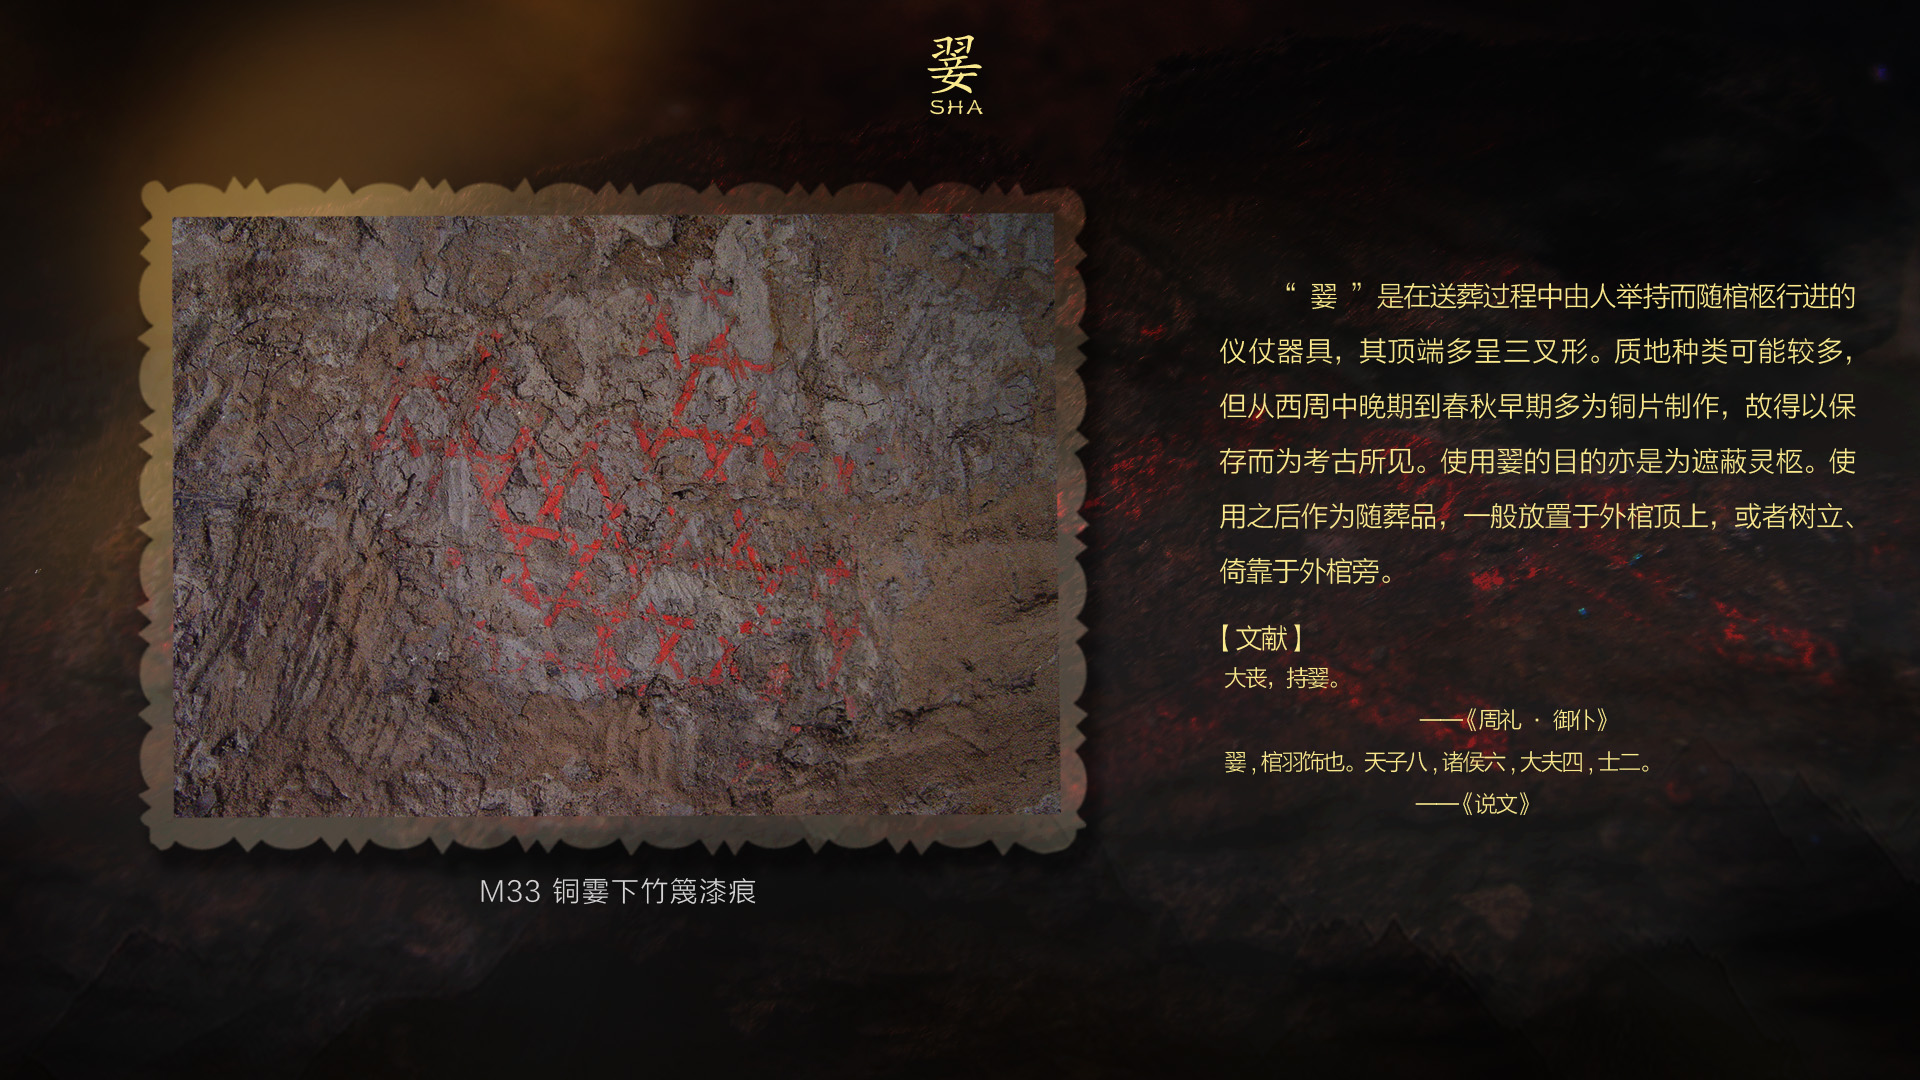 翣
SHA
“ 翣 ”是在送葬过程中由人举持而随棺柩行进的
仪仗器具，其顶端多呈三叉形。质地种类可能较多，
但从西周中晚期到春秋早期多为铜片制作，故得以保
存而为考古所见。使用翣的目的亦是为遮蔽灵柩。使
用之后作为随葬品，一般放置于外棺顶上，或者树立、
倚靠于外棺旁。
【文献】
大丧，持翣。
——《周礼 · 御仆》
翣，棺羽饰也。天子八，诸侯六，大夫四，士二。
——《说文》
M33 铜霎下竹篾漆痕